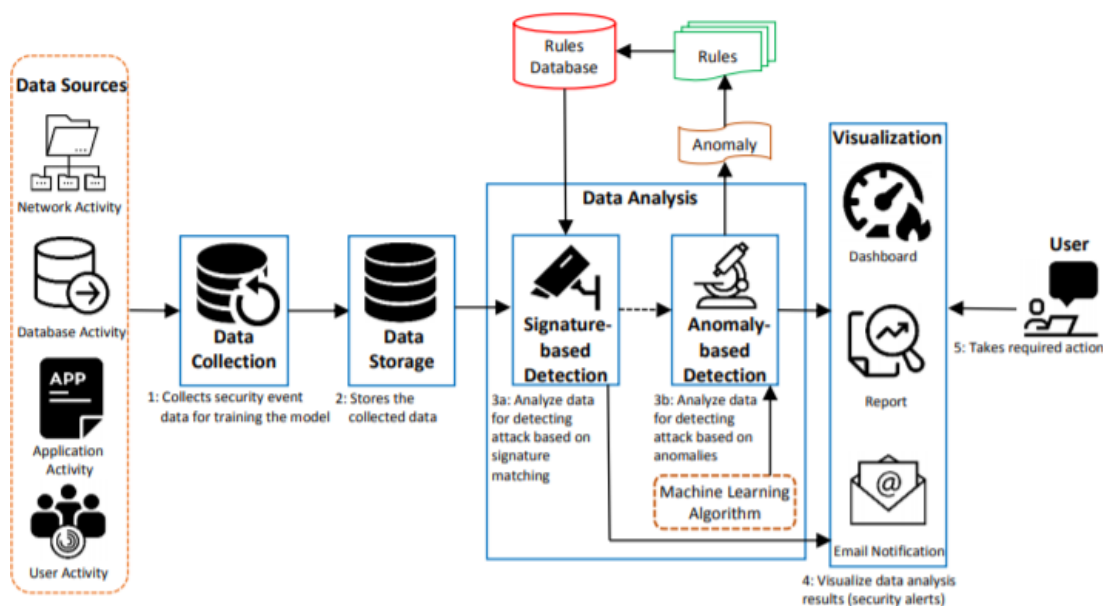 Data Sources
Network Activity
Database Activity
APP
Application
Activity
User Activity
Data
Collection
1: Collects security event
data for training the model
Data
Storage
2: Stores the
collected data
Rules
Database
Rules
Anomaly
Data Analysis
Signature-
based
Detection
3a: Analyze data
for detecting
attack based on
signature
matching
Anomaly-
based
Detection
3b: Analyze data
for detecting
attack based on
anomalies
Machine Learning
Algorithm
Visualization
Dashboard
Report
@
Email Notification
4: Visualize data analysis
results (security alerts)
User
5: Takes required action